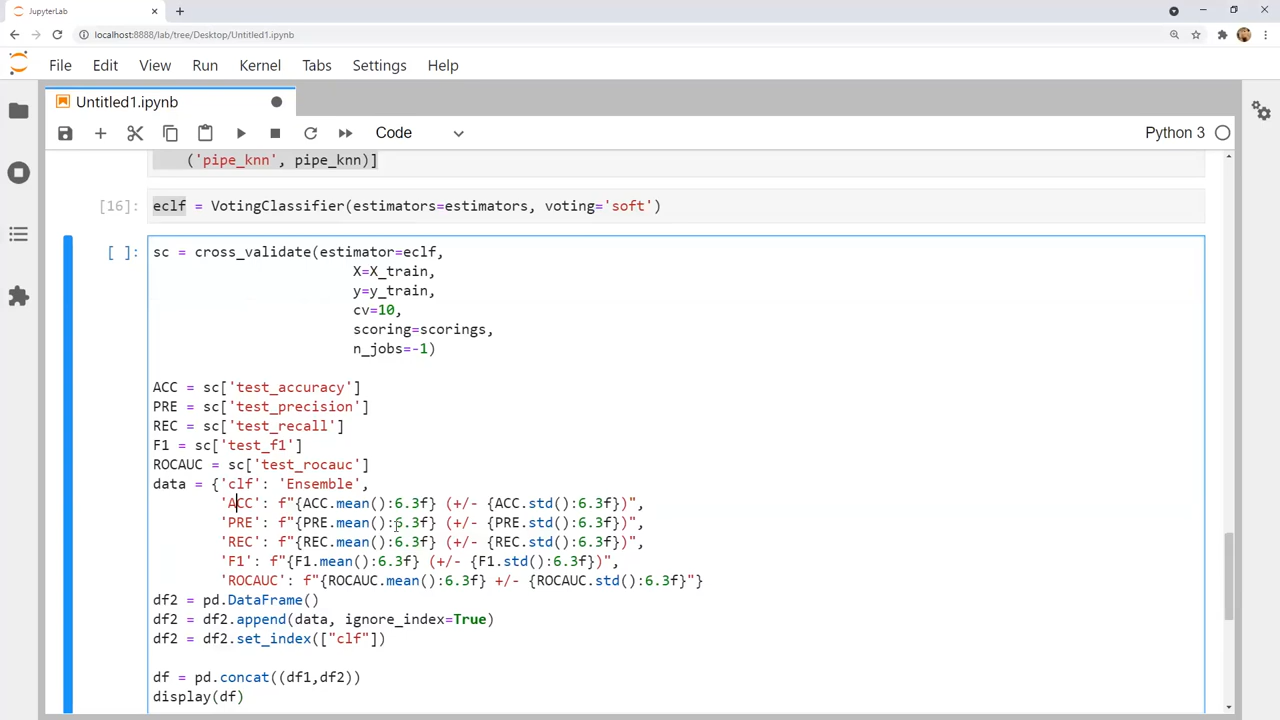 JupyterLab
localhost:8888/lab/tree/Desktop/Untitled1.ipynb
File Edit View Run Kernel Tabs Settings Help
Untitled1.ipynb
Code
Python 3
('pipe_knn', pipe_knn)]
[16]: eclf = VotingClassifier(estimators=estimators, voting='soft')
[ ]: sc = cross_validate(estimator=eclf,
X=X_train,
y=y_train,
cv=10,
scoring=scorings,
n_jobs=-1)
ACC = sc['test_accuracy']
PRE = sc['test_precision']
REC = sc['test_recall']
F1 = sc['test_f1']
ROCAUC = sc['test_rocauc']
data = {'clf': 'Ensemble',
'ACC': f"{ACC.mean():6.3f} (+/- {ACC.std():6.3f})",
'PRE': f"{PRE.mean():6.3f} (+/- {PRE.std():6.3f})",
'REC': f"{REC.mean():6.3f} (+/- {REC.std():6.3f})",
'F1': f"{F1.mean():6.3f} (+/- {F1.std():6.3f})",
'ROCAUC': f"{ROCAUC.mean():6.3f} +/- {ROCAUC.std():6.3f}"}
df2 = pd.DataFrame()
df2 = df2.append(data, ignore_index=True)
df2 = df2.set_index(["clf"])
df = pd.concat((df1,df2))
display(df)